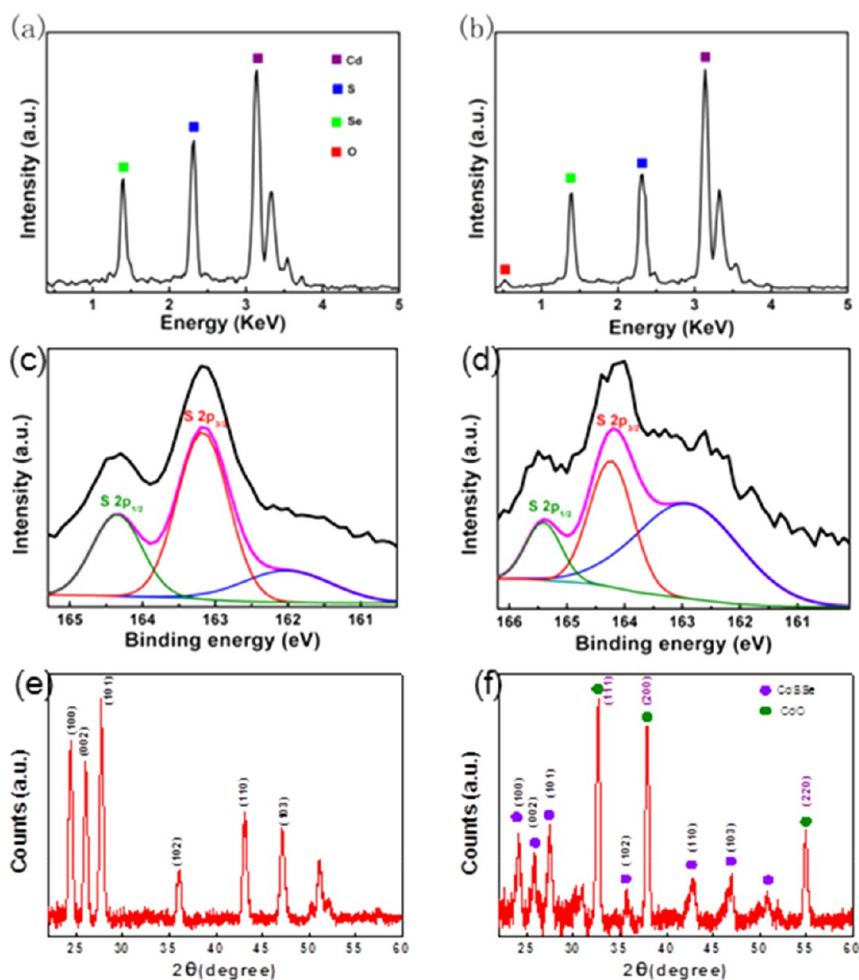 (a)
Cd
S
Se
O
Intensity (a.u.)
1 2 3 4 5
Energy (KeV)
(b)
Intensity (a.u.)
1 2 3 4 5
Energy (KeV)
(c)
S 2p1/2
S 2p3/2
Intensity (a.u.)
165 164 163 162 161
Binding energy (eV)
(d)
S 2p1/2
S 2p3/2
Intensity (a.u.)
166 165 164 163 162 161
Binding energy (eV)
(e)
(100)
(002)
(101)
(102)
(110)
(103)
Counts (a.u.)
25 30 35 40 45 50 55 60
2θ(degree)
(f)
(100)
(002)
(101)
(111)
(102)
(200)
(110)
(103)
(220)
CdSSe
CdO
Counts (a.u.)
25 30 35 40 45 50 55 60
2θ(degree)